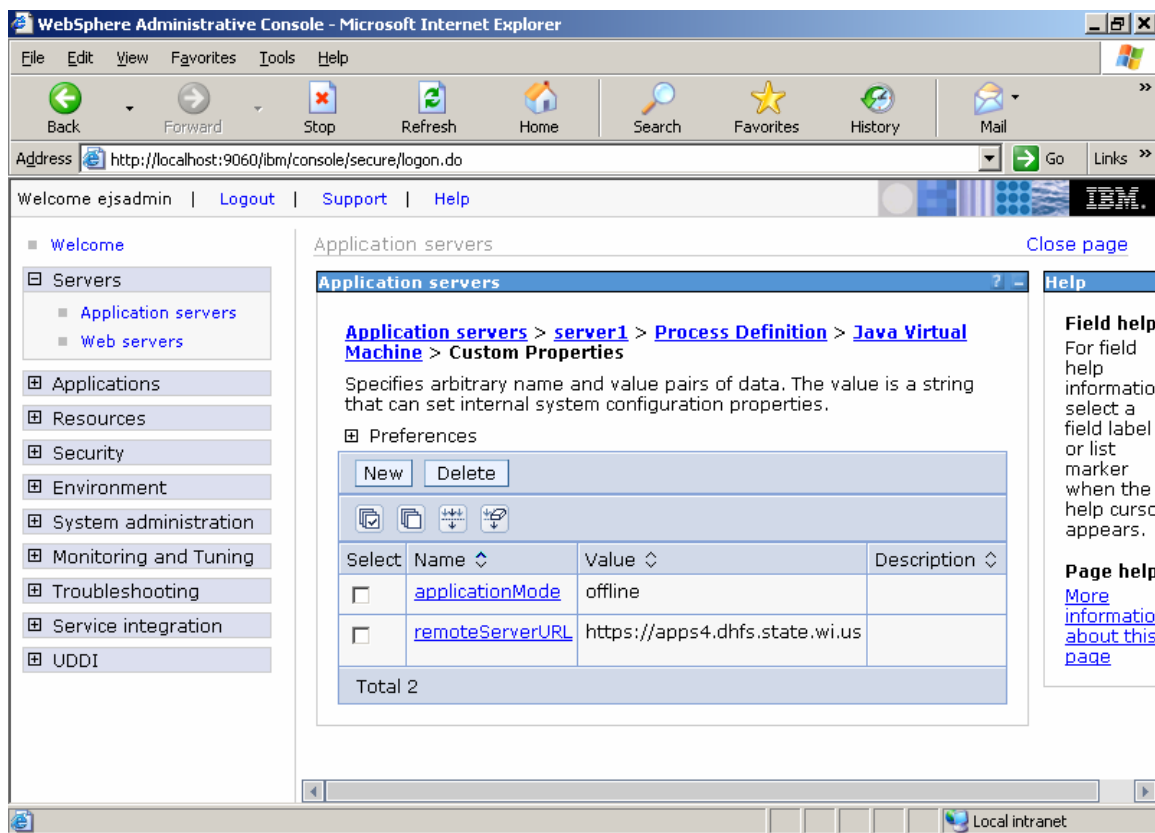 WebSphere Administrative Console - Microsoft Internet Explorer
File Edit View Favorites Tools Help
Back Forward Stop Refresh Home Search Favorites History Mail
Address http://localhost:9060/ibm/console/secure/logon.do Go Links
Welcome ejsadmin | Logout | Support | Help IBM.
Welcome
Servers
Application servers
Web servers
Applications
Resources
Security
Environment
System administration
Monitoring and Tuning
Troubleshooting
Service integration
UDDI
Application servers Close page
Application servers ? –
Application servers > server1 > Process Definition > Java Virtual
Machine > Custom Properties
Specifies arbitrary name and value pairs of data. The value is a string
that can set internal system configuration properties.
Preferences
New Delete
Select Name Value Description
applicationMode offline
remoteServerURL https://apps4.dhfs.state.wi.us
Total 2
Help
Field help
For field
help
informatio
select a
field label
or list
marker
when the
help curso
appears.
Page help
More
informatio
about this
page
Local intranet